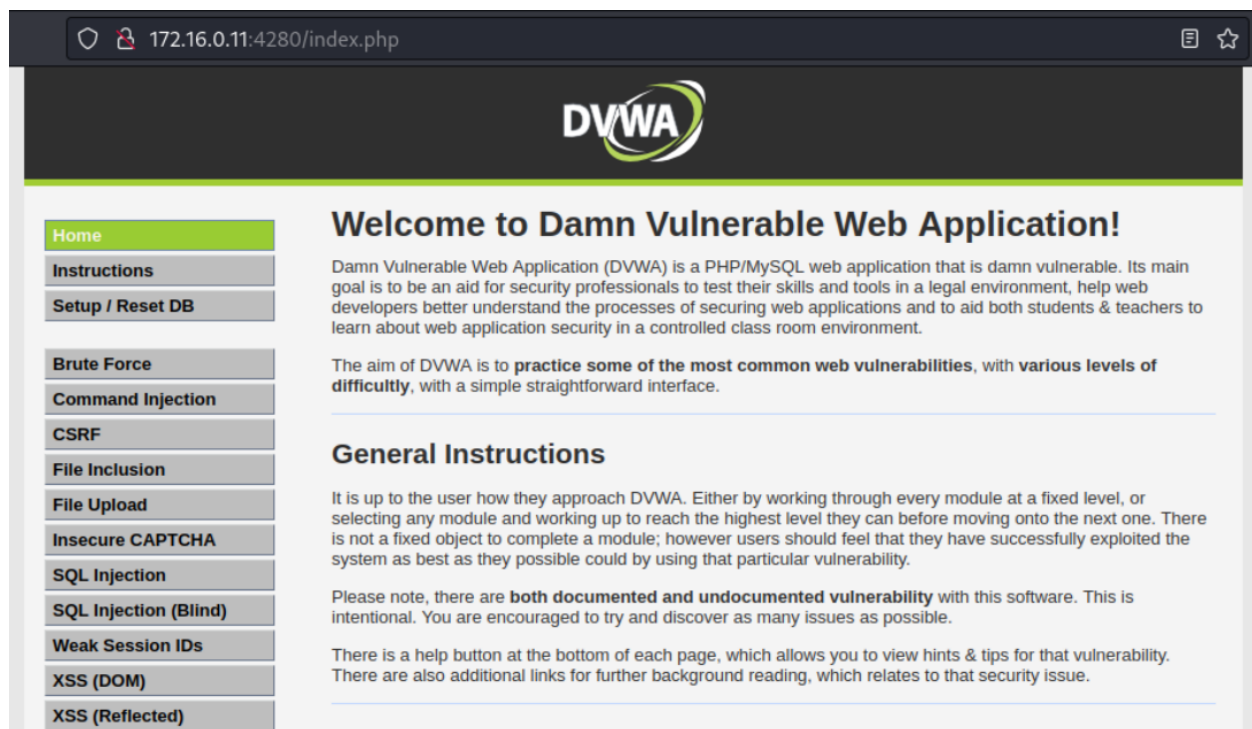 172.16.0.11:4280/index.php
DVWA
Home
Instructions
Setup / Reset DB
Brute Force
Command Injection
CSRF
File Inclusion
File Upload
Insecure CAPTCHA
SQL Injection
SQL Injection (Blind)
Weak Session IDs
XSS (DOM)
XSS (Reflected)
Welcome to Damn Vulnerable Web Application!
Damn Vulnerable Web Application (DVWA) is a PHP/MySQL web application that is damn vulnerable. Its main
goal is to be an aid for security professionals to test their skills and tools in a legal environment, help web
developers better understand the processes of securing web applications and to aid both students & teachers to
learn about web application security in a controlled class room environment.
The aim of DVWA is to practice some of the most common web vulnerabilities, with various levels of
difficultly, with a simple straightforward interface.
General Instructions
It is up to the user how they approach DVWA. Either by working through every module at a fixed level, or
selecting any module and working up to reach the highest level they can before moving onto the next one. There
is not a fixed object to complete a module; however users should feel that they have successfully exploited the
system as best as they possible could by using that particular vulnerability.
Please note, there are both documented and undocumented vulnerability with this software. This is
intentional. You are encouraged to try and discover as many issues as possible.
There is a help button at the bottom of each page, which allows you to view hints & tips for that vulnerability.
There are also additional links for further background reading, which relates to that security issue.